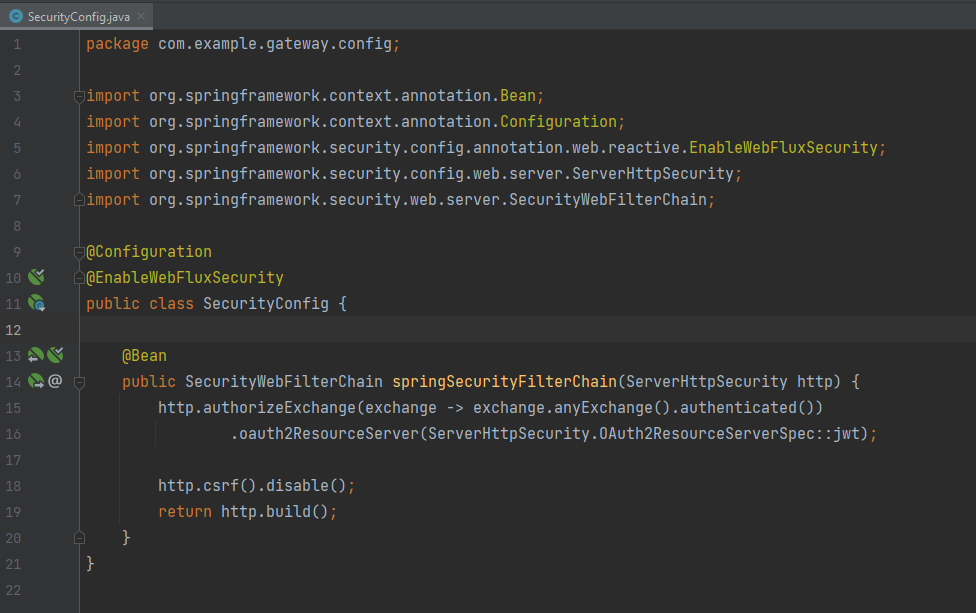 SecurityConfig.java
1 package com.example.gateway.config;
2
3 import org.springframework.context.annotation.Bean;
4 import org.springframework.context.annotation.Configuration;
5 import org.springframework.security.config.annotation.web.reactive.EnableWebFluxSecurity;
6 import org.springframework.security.config.web.server.ServerHttpSecurity;
7 import org.springframework.security.web.server.SecurityWebFilterChain;
8
9 @Configuration
10 @EnableWebFluxSecurity
11 public class SecurityConfig {
12
13 @Bean
14 @ public SecurityWebFilterChain springSecurityFilterChain(ServerHttpSecurity http) {
15 http.authorizeExchange(exchange -> exchange.anyExchange().authenticated())
16 .oauth2ResourceServer(ServerHttpSecurity.OAuth2ResourceServerSpec::jwt);
17
18 http.csrf().disable();
19 return http.build();
20 }
21 }
22